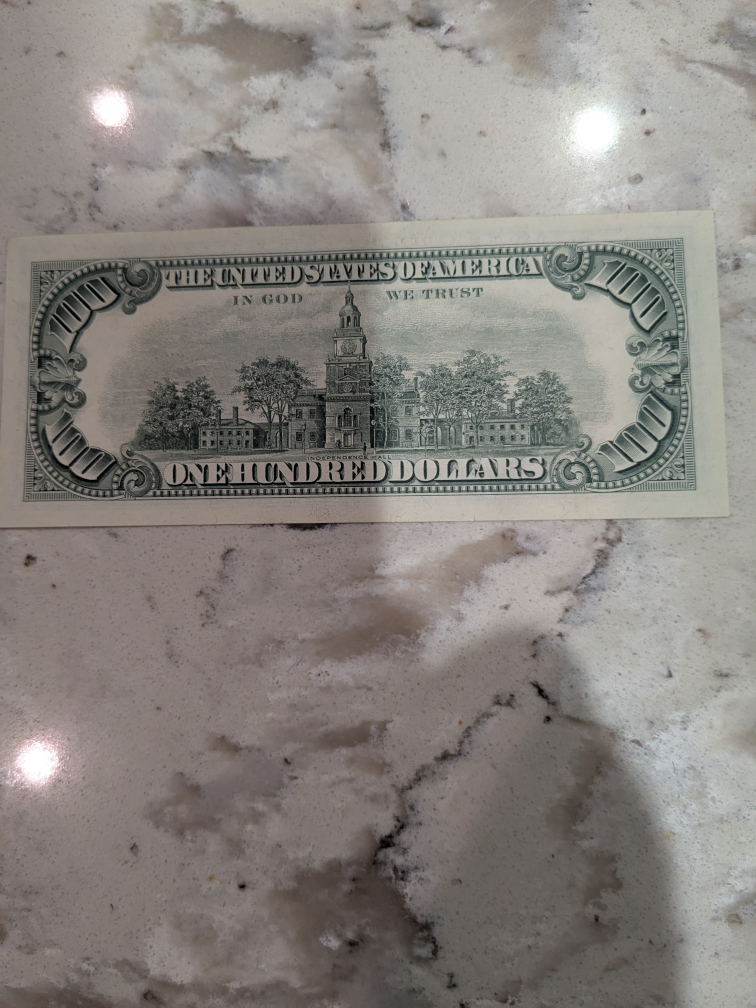 THE UNITED STATES OF AMERICA
100
100
IN GOD WE TRUST
INDEPENDENCE HALL
100
100
ONE HUNDRED DOLLARS